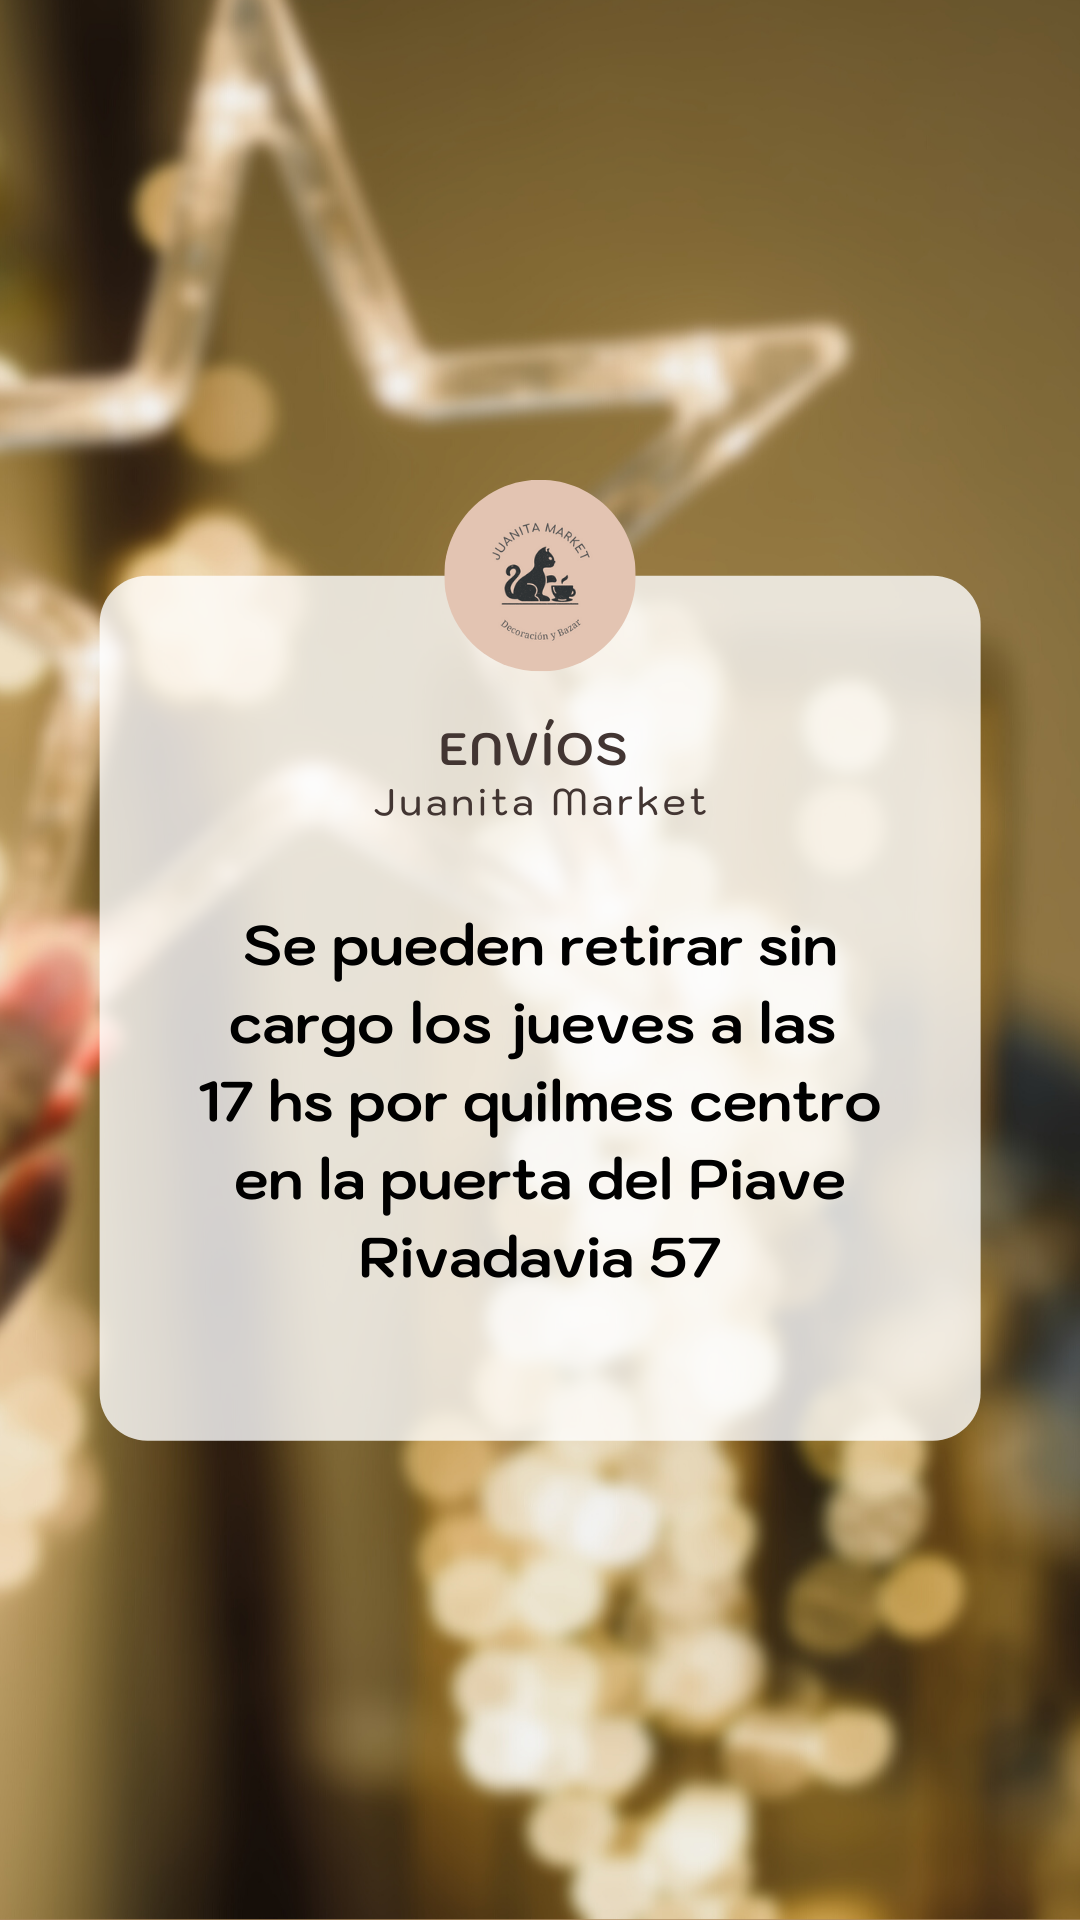 JUANITA MARKET
Decoración y Bazar
ENVÍOS
Juanita Market
Se pueden retirar sin
cargo los jueves a las
17 hs por quilmes centro
en la puerta del Piave
Rivadavia 57